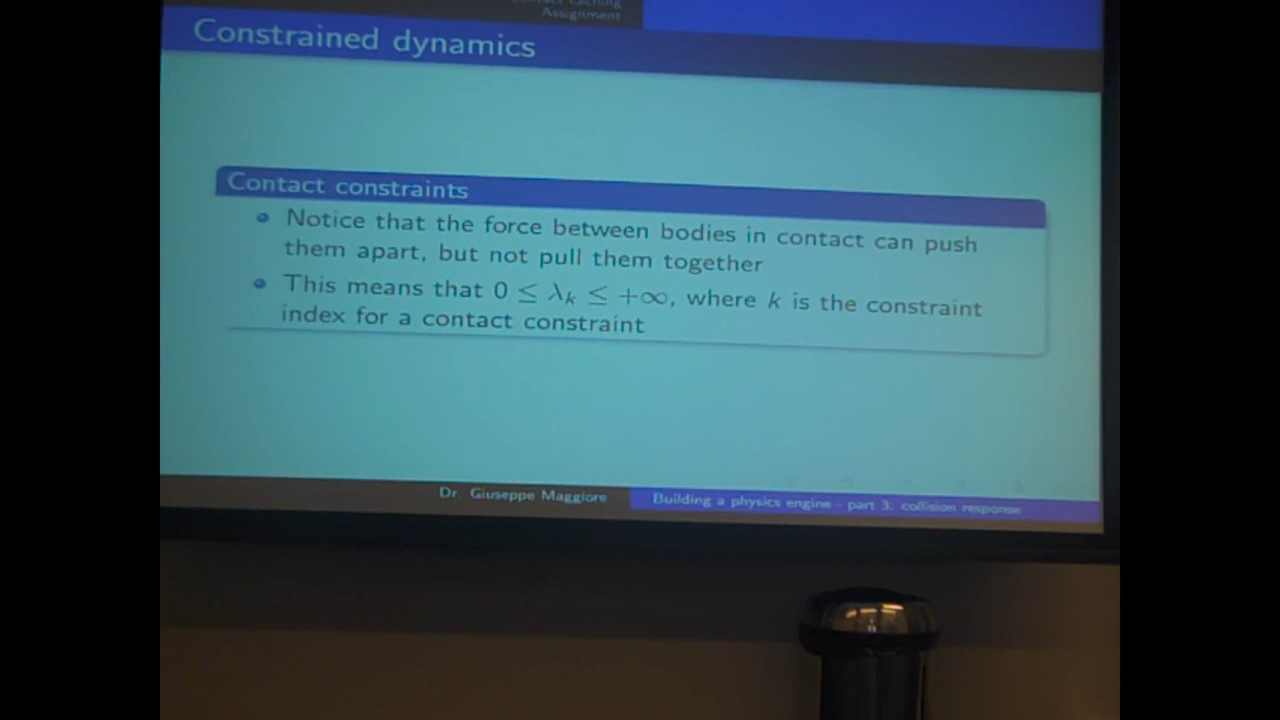 Assignment
Constrained dynamics
Contact constraints
Notice that the force between bodies in contact can push
them apart, but not pull them together
This means that 0 ≤ λₖ ≤ +∞, where k is the constraint
index for a contact constraint
Dr. Giuseppe Maggiore
Building a physics engine - part 3: collision response